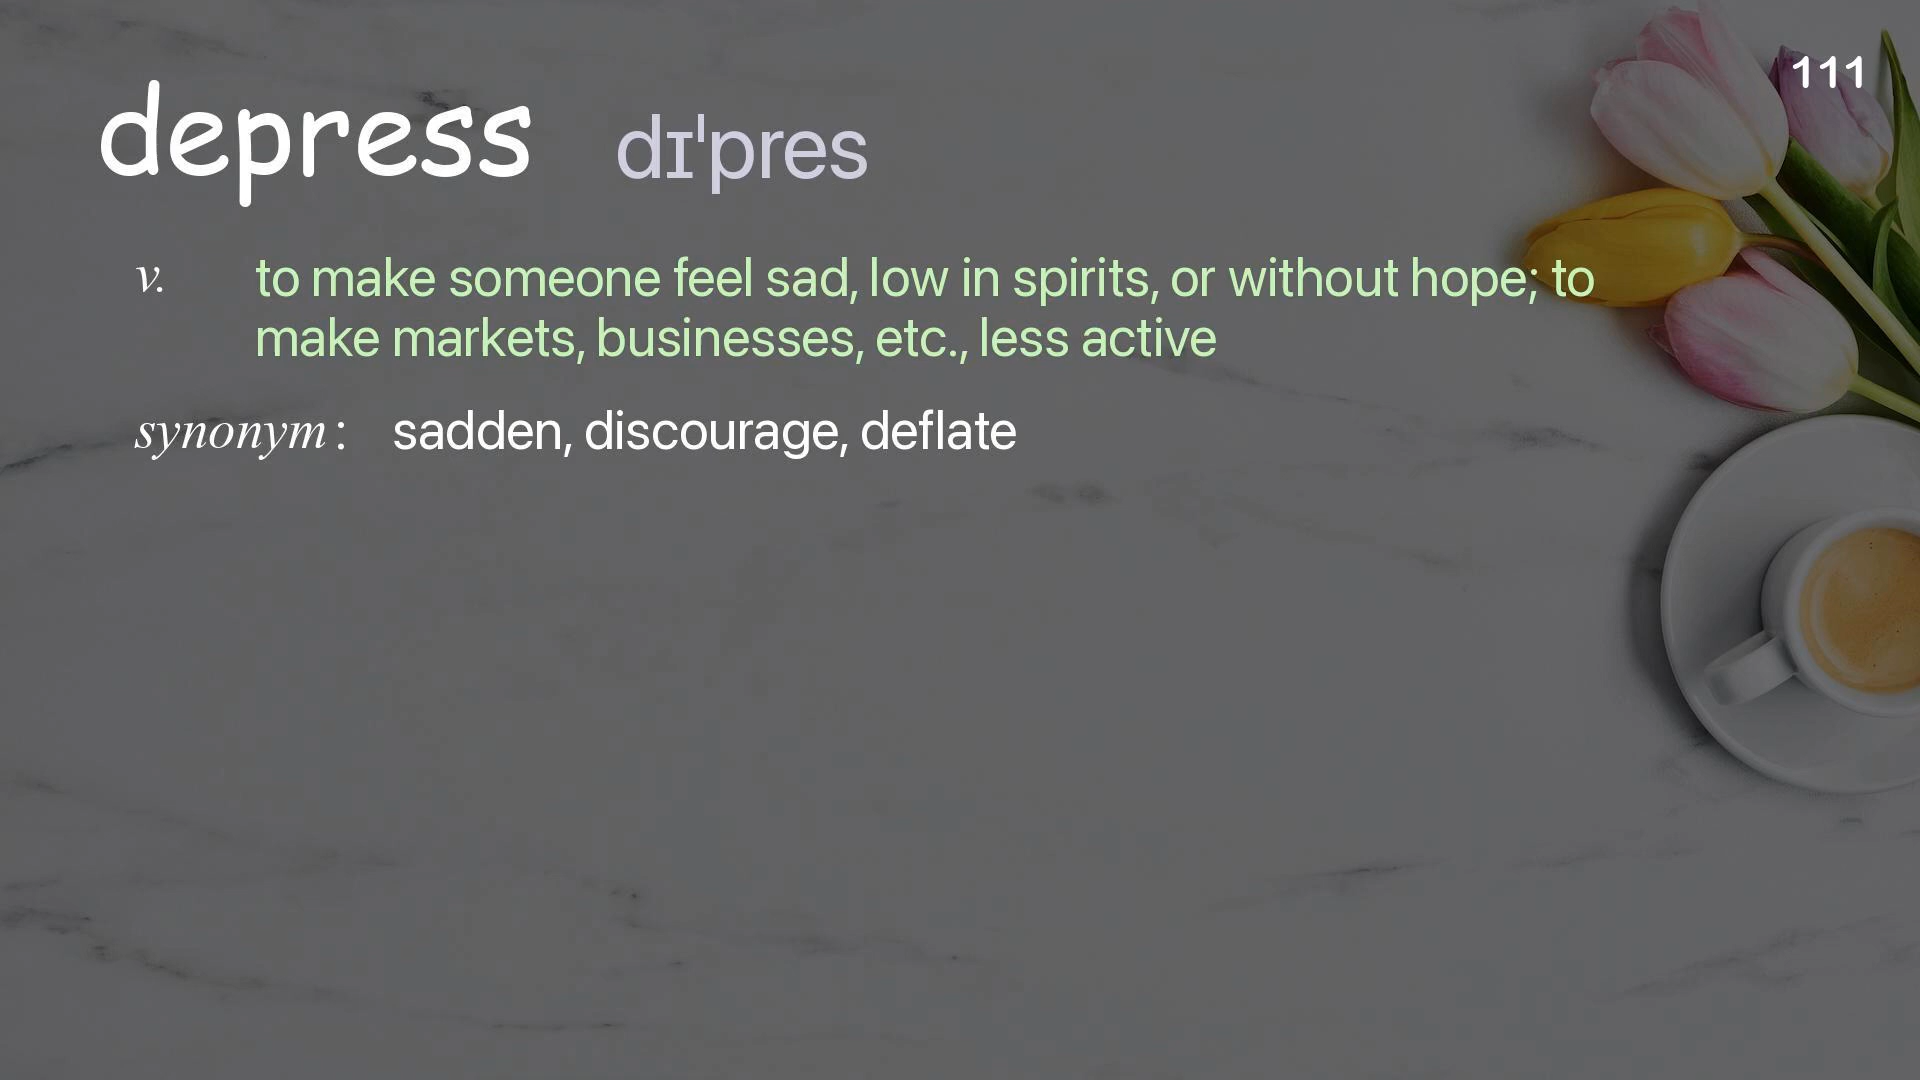 111
depress dɪˈpres
v. to make someone feel sad, low in spirits, or without hope; to
make markets, businesses, etc., less active
synonym: sadden, discourage, deflate